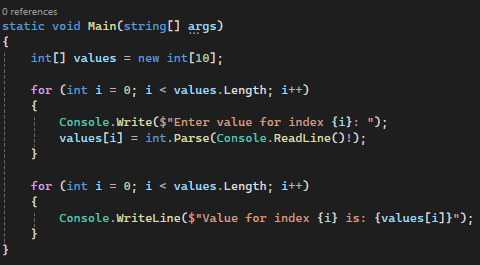 0 references
static void Main(string[] args)
{
int[] values = new int[10];
for (int i = 0; i < values.Length; i++)
{
Console.Write($"Enter value for index {i}: ");
values[i] = int.Parse(Console.ReadLine()!);
}
for (int i = 0; i < values.Length; i++)
{
Console.WriteLine($"Value for index {i} is: {values[i]}");
}
}